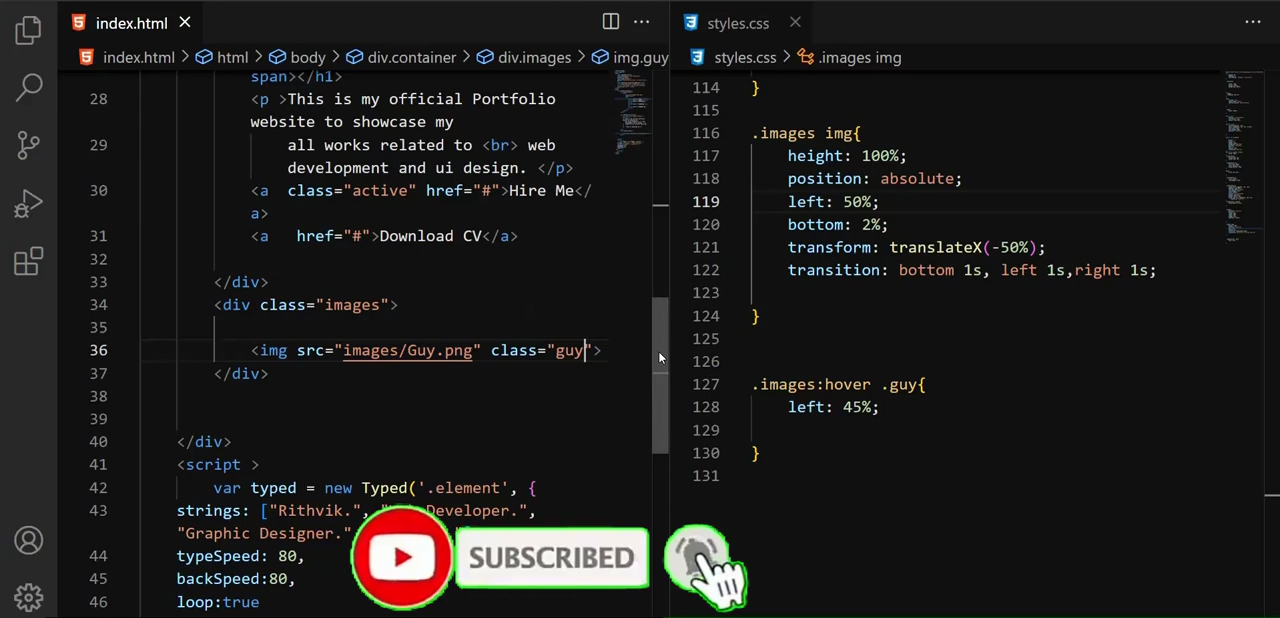 index.html
styles.css
index.html > html > body > div.container > div.images > img.guy
styles.css > .images img
span></h1>
28 <p >This is my official Portfolio
website to showcase my
29 all works related to <br> web
development and ui design. </p>
30 <a class="active" href="#">Hire Me</
a>
31 <a href="#">Download CV</a>
32
33 </div>
34 <div class="images">
35
36 <img src="images/Guy.png" class="guy">
37 </div>
38
39
40 </div>
41 <script >
42 var typed = new Typed('.element', {
43 strings: ["Rithvik.", Developer.",
"Graphic Designer."
44 typeSpeed: 80,
45 backSpeed:80,
46 loop:true
114 }
115
116 .images img{
117 height: 100%;
118 position: absolute;
119 left: 50%;
120 bottom: 2%;
121 transform: translateX(-50%);
122 transition: bottom 1s, left 1s,right 1s;
123
124 }
125
126
127 .images:hover .guy{
128 left: 45%;
129
130 }
131
SUBSCRIBED